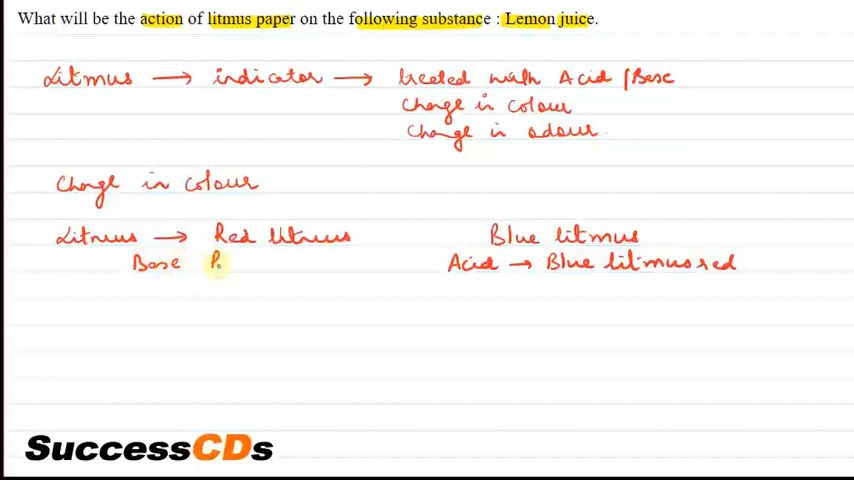 What will be the action of litmus paper on the following substance : Lemon juice.
Litmus → indicator → treated with Acid / Base
Change in colour
Change in odour.
Change in colour
Litmus → Red litmus Blue litmus
Base Acid → Blue litmus red
SuccessCDs